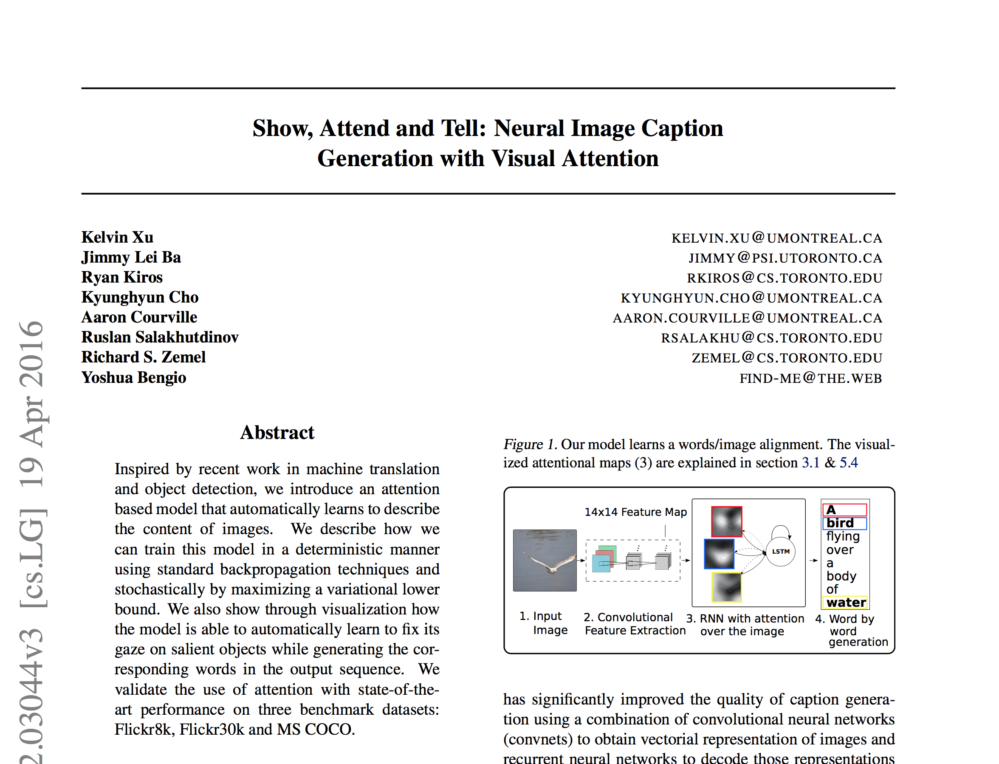 Show, Attend and Tell: Neural Image Caption
Generation with Visual Attention
Kelvin Xu KELVIN.XU@UMONTREAL.CA
Jimmy Lei Ba JIMMY@PSI.UTORONTO.CA
Ryan Kiros RKIROS@CS.TORONTO.EDU
Kyunghyun Cho KYUNGHYUN.CHO@UMONTREAL.CA
Aaron Courville AARON.COURVILLE@UMONTREAL.CA
Ruslan Salakhutdinov RSALAKHU@CS.TORONTO.EDU
Richard S. Zemel ZEMEL@CS.TORONTO.EDU
Yoshua Bengio FIND-ME@THE.WEB
2.03044v3 [cs.LG] 19 Apr 2016
Abstract
Inspired by recent work in machine translation
and object detection, we introduce an attention
based model that automatically learns to describe
the content of images. We describe how we
can train this model in a deterministic manner
using standard backpropagation techniques and
stochastically by maximizing a variational lower
bound. We also show through visualization how
the model is able to automatically learn to fix its
gaze on salient objects while generating the cor-
responding words in the output sequence. We
validate the use of attention with state-of-the-
art performance on three benchmark datasets:
Flickr8k, Flickr30k and MS COCO.
Figure 1. Our model learns a words/image alignment. The visual-
ized attentional maps (3) are explained in section 3.1 & 5.4
14x14 Feature Map
LSTM
A
bird
flying
over
a
body
of
water
1. Input
Image
2. Convolutional
Feature Extraction
3. RNN with attention
over the image
4. Word by
word
generation
has significantly improved the quality of caption genera-
tion using a combination of convolutional neural networks
(convnets) to obtain vectorial representation of images and
recurrent neural networks to decode those representations